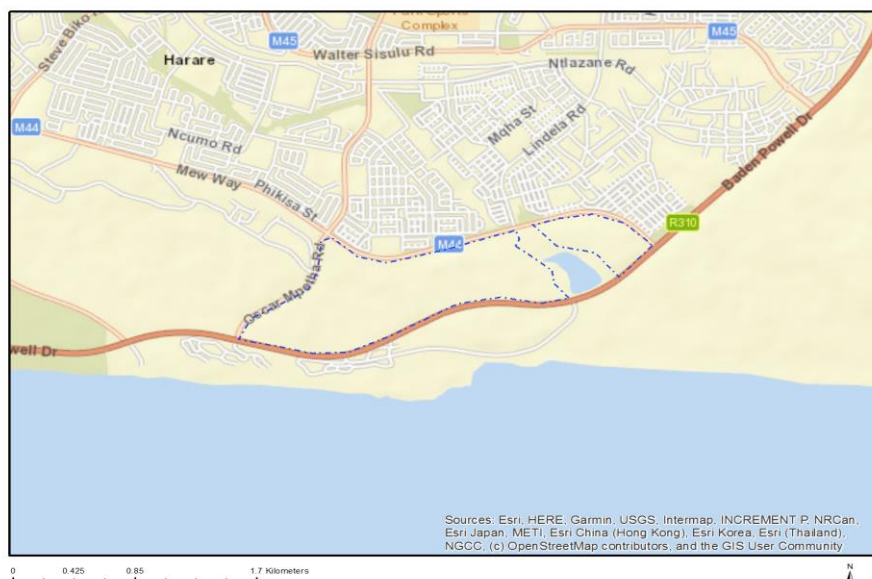 Complex
M45
M45
Steve Biko
Walter Sisulu Rd
Harare
Ntlazane Rd
M44
Ncumo Rd
Mqha St
Lindela Rd
Baden Powell Dr
Mew Way
Phikisa St
R310
M44
Oscar Mpetha Rd
well Dr
Sources: Esri, HERE, Garmin, USGS, Intermap, INCREMENT P, NRCan,
Esri Japan, METI, Esri China (Hong Kong), Esri Korea, Esri (Thailand),
NGCC, (c) OpenStreetMap contributors, and the GIS User Community
0 0.425 0.85 1.7 Kilometers
N